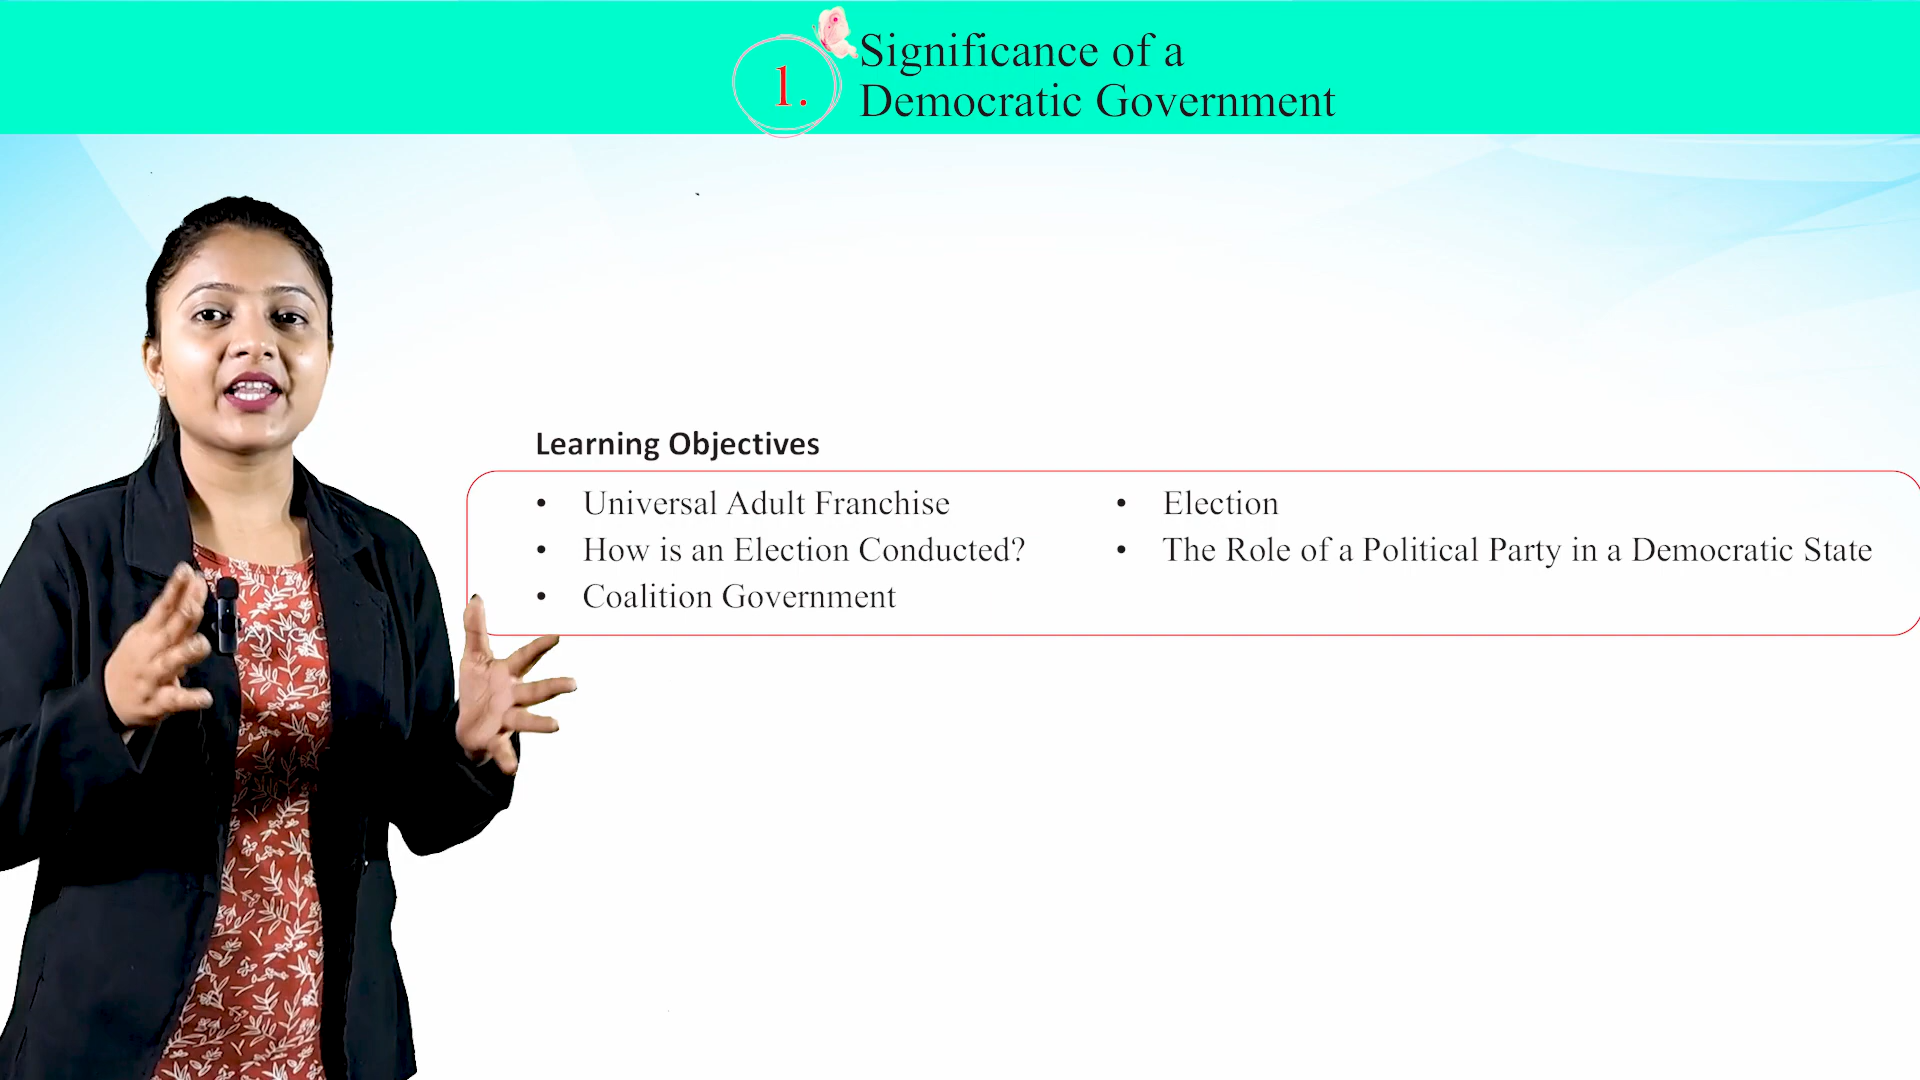 1.
Significance of a
Democratic Government
Learning Objectives
• Universal Adult Franchise
• How is an Election Conducted?
• Coalition Government
• Election
• The Role of a Political Party in a Democratic State